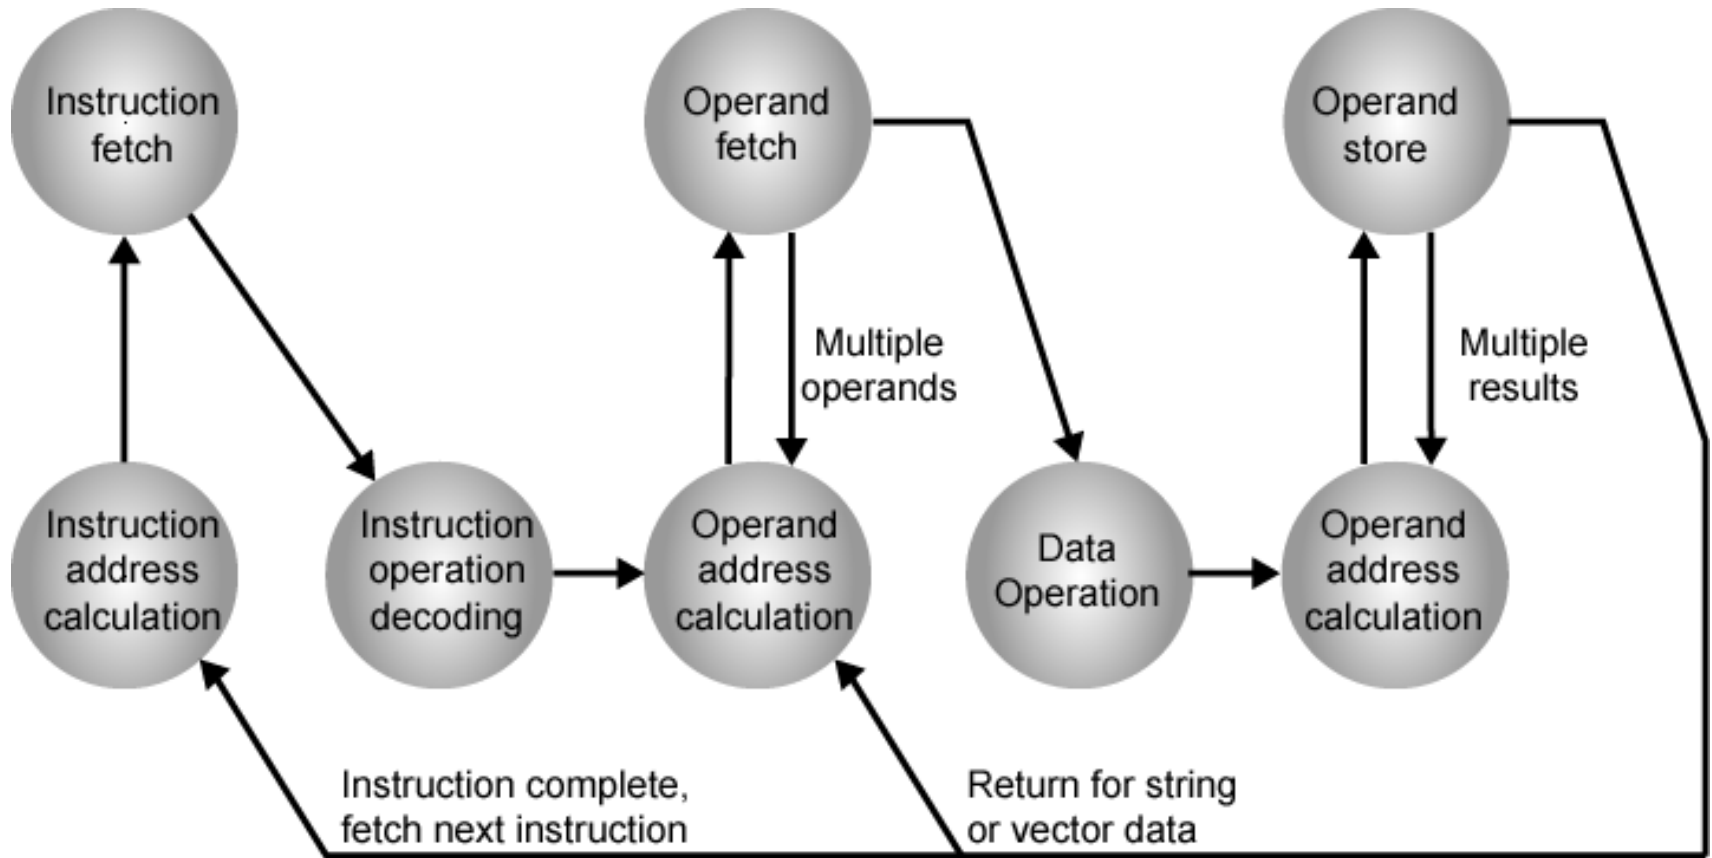 Instruction
fetch
Operand
fetch
Operand
store
Multiple
operands
Multiple
results
Instruction
address
calculation
Instruction
operation
decoding
Operand
address
calculation
Data
Operation
Operand
address
calculation
Instruction complete,
fetch next instruction
Return for string
or vector data